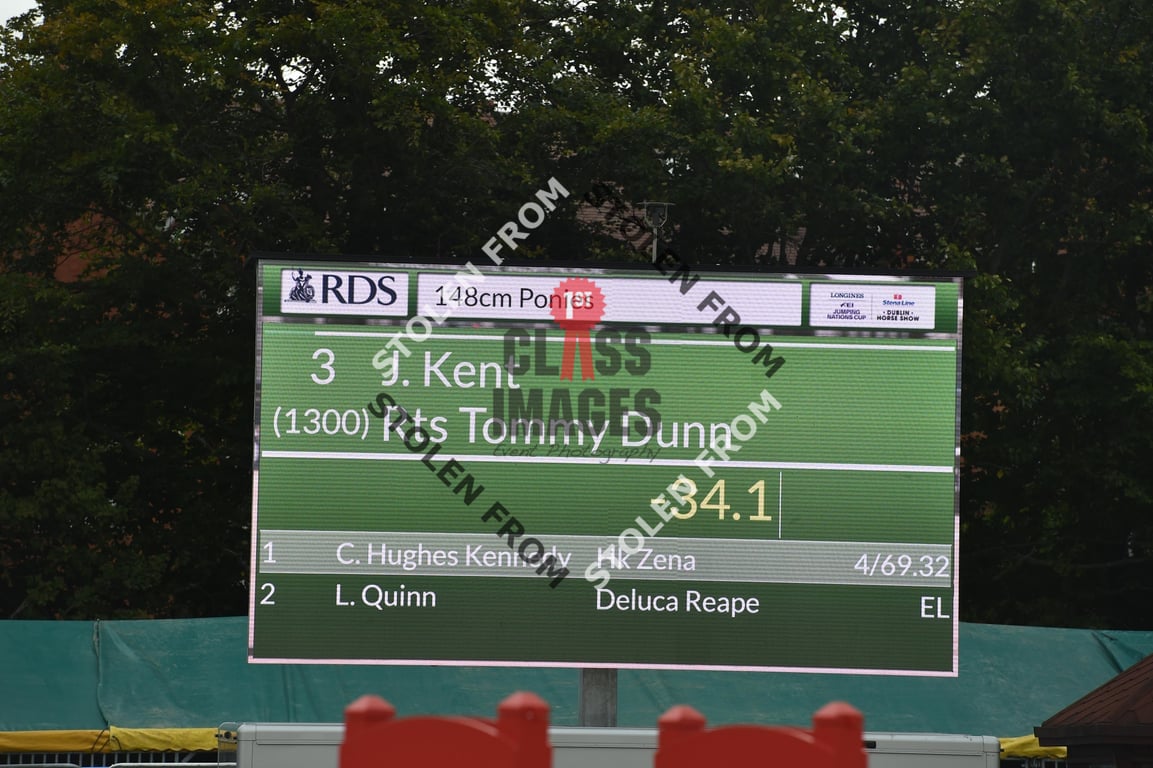 RDS
148cm Ponies
LONGINES
FEI
JUMPING
NATIONS CUP
Stena Line
DUBLIN
HORSE SHOW
3 J. Kent
(1300) Rts Tommy Dunn
-34.1
1 C. Hughes Kennedy Hk Zena 4/69.32
2 L. Quinn Deluca Reape EL
STOLEN FROM
STOLEN FROM
STOLEN FROM
STOLEN FROM
1ST
CLASS
IMAGES
Event Photography